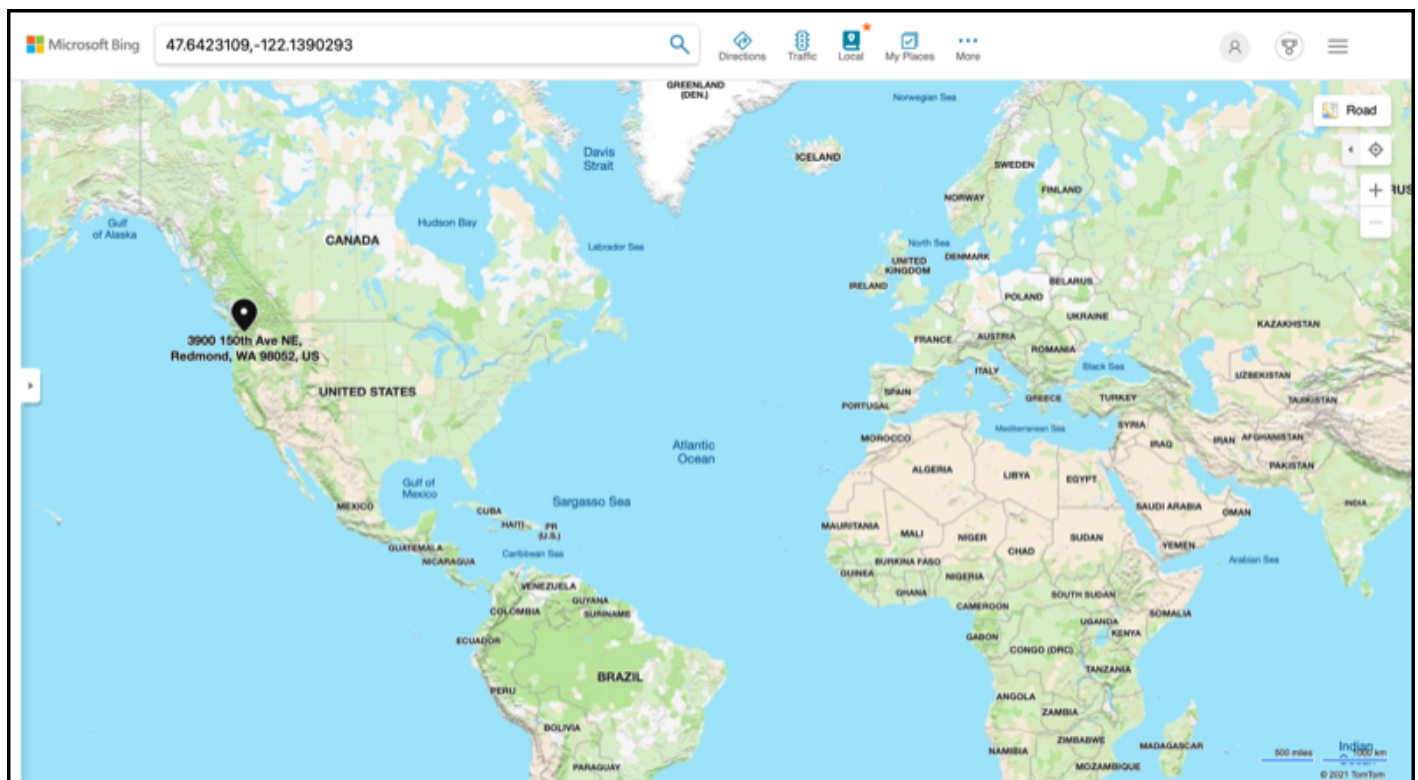 Microsoft Bing
47.6423109,-122.1390293
Directions
Traffic
Local
My Places
More
Road
GREENLAND
(DEN.)
Norwegian Sea
Davis
Strait
ICELAND
SWEDEN
FINLAND
NORWAY
RUS
Gulf
of Alaska
Hudson Bay
CANADA
Labrador Sea
North Sea
DENMARK
UNITED
KINGDOM
IRELAND
BELARUS
POLAND
UKRAINE
3900 150th Ave NE,
Redmond, WA 98052, US
FRANCE
AUSTRIA
ROMANIA
KAZAKHSTAN
ITALY
Black Sea
UZBEKISTAN
UNITED STATES
SPAIN
PORTUGAL
GREECE
TURKEY
TAJIKISTAN
Mediterranean Sea
SYRIA
MOROCCO
IRAQ
IRAN
AFGHANISTAN
Atlantic
Ocean
ALGERIA
LIBYA
EGYPT
PAKISTAN
Gulf of
Mexico
MEXICO
CUBA
Sargasso Sea
SAUDI ARABIA
OMAN
INDIA
HAITI
PR
(U.S.)
MAURITANIA
MALI
NIGER
CHAD
SUDAN
YEMEN
GUATEMALA
NICARAGUA
Caribbean Sea
BURKINA FASO
Arabian Sea
GUINEA
NIGERIA
GHANA
VENEZUELA
GUYANA
SURINAME
COLOMBIA
CAMEROON
SOUTH SUDAN
SOMALIA
UGANDA
KENYA
ECUADOR
GABON
CONGO (DRC)
BRAZIL
TANZANIA
PERU
ANGOLA
ZAMBIA
BOLIVIA
ZIMBABWE
MADAGASCAR
NAMIBIA
MOZAMBIQUE
PARAGUAY
500 miles
1000 km
Indian
© 2021 TomTom